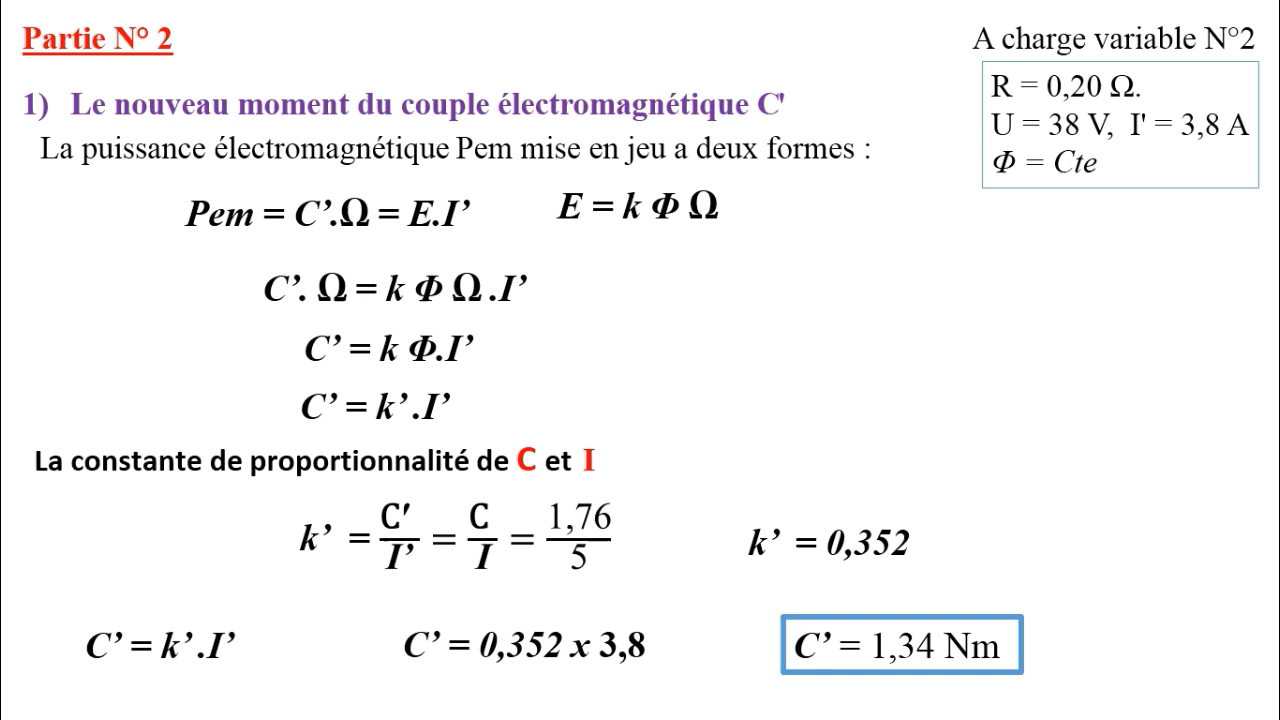 Partie N° 2
A charge variable N°2
R = 0,20 Ω.
U = 38 V, I' = 3,8 A
Φ = Cte
1) Le nouveau moment du couple électromagnétique C'
La puissance électromagnétique Pem mise en jeu a deux formes :
Pem = C’.Ω = E.I’ E = k Φ Ω
C’. Ω = k Φ Ω .I’
C’ = k Φ.I’
C’ = k’ .I’
La constante de proportionnalité de C et I
k’ = C′/I’ = C/I = 1,76/5 k’ = 0,352
C’ = k’ .I’ C’ = 0,352 x 3,8 C’ = 1,34 Nm